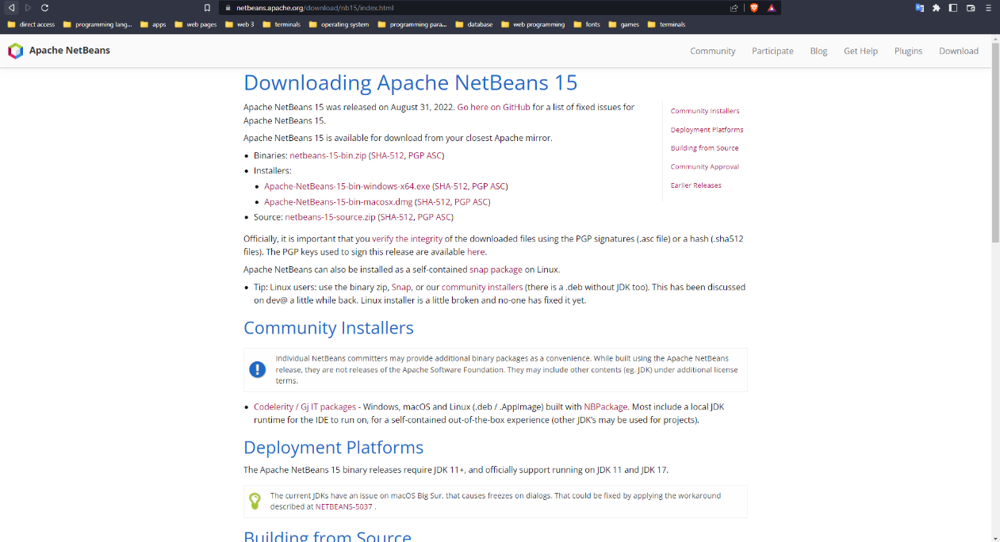 netbeans.apache.org/download/nb15/index.html
direct access
programming lang...
apps
web pages
web 3
terminals
operating system
programming para...
database
web programming
fonts
games
terminals
Apache NetBeans
Community
Participate
Blog
Get Help
Plugins
Download
Downloading Apache NetBeans 15
Apache NetBeans 15 was released on August 31, 2022. Go here on GitHub for a list of fixed issues for
Apache NetBeans 15.
Apache NetBeans 15 is available for download from your closest Apache mirror.
• Binaries: netbeans-15-bin.zip (SHA-512, PGP ASC)
• Installers:
• Apache-NetBeans-15-bin-windows-x64.exe (SHA-512, PGP ASC)
• Apache-NetBeans-15-bin-macosx.dmg (SHA-512, PGP ASC)
• Source: netbeans-15-source.zip (SHA-512, PGP ASC)
Community Installers
Deployment Platforms
Building from Source
Community Approval
Earlier Releases
Officially, it is important that you verify the integrity of the downloaded files using the PGP signatures (.asc file) or a hash (.sha512
files). The PGP keys used to sign this release are available here.
Apache NetBeans can also be installed as a self-contained snap package on Linux.
• Tip: Linux users: use the binary zip, Snap, or our community installers (there is a .deb without JDK too). This has been discussed
on dev@ a little while back. Linux installer is a little broken and no-one has fixed it yet.
Community Installers
Individual NetBeans committers may provide additional binary packages as a convenience. While built using the Apache NetBeans
release, they are not releases of the Apache Software Foundation. They may include other contents (eg. JDK) under additional license
terms.
• Codelerity / Gj IT packages - Windows, macOS and Linux (.deb / .AppImage) built with NBPackage. Most include a local JDK
runtime for the IDE to run on, for a self-contained out-of-the-box experience (other JDK’s may be used for projects).
Deployment Platforms
The Apache NetBeans 15 binary releases require JDK 11+, and officially support running on JDK 11 and JDK 17.
The current JDKs have an issue on macOS Big Sur, that causes freezes on dialogs. That could be fixed by applying the workaround
described at NETBEANS-5037 .
Building from Source